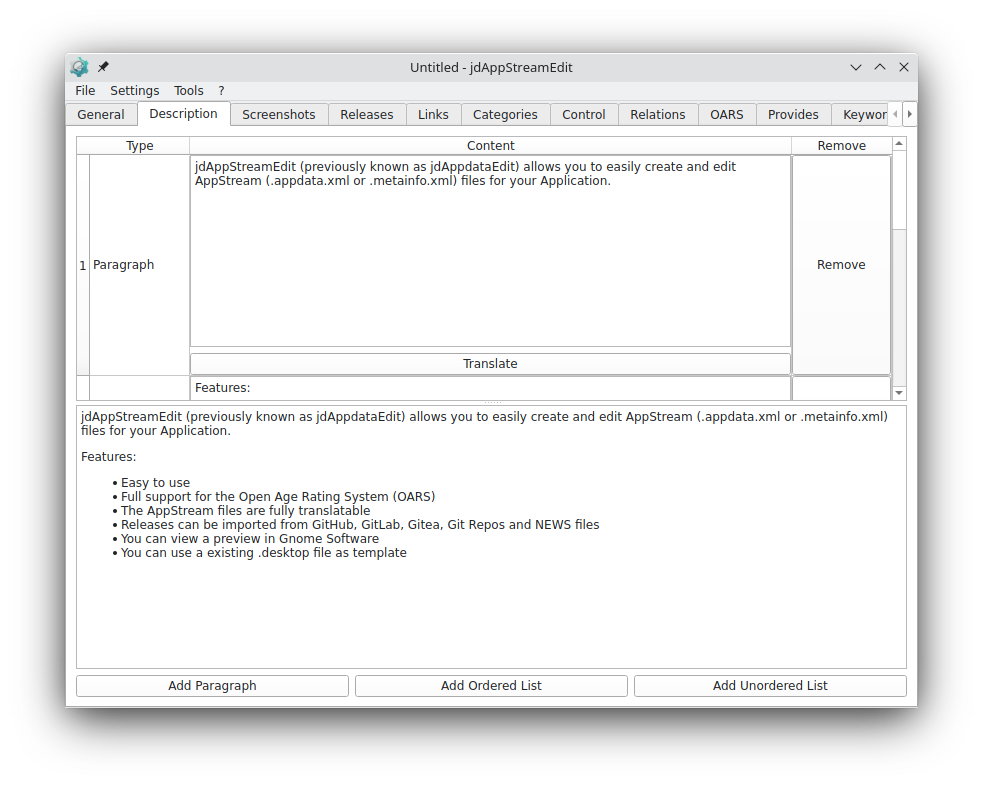 Untitled - jdAppStreamEdit
File Settings Tools ?
General Description Screenshots Releases Links Categories Control Relations OARS Provides Keywor
Type Content Remove
jdAppStreamEdit (previously known as jdAppdataEdit) allows you to easily create and edit
AppStream (.appdata.xml or .metainfo.xml) files for your Application.
1 Paragraph Remove
Translate
Features:
jdAppStreamEdit (previously known as jdAppdataEdit) allows you to easily create and edit AppStream (.appdata.xml or .metainfo.xml)
files for your Application.
Features:
• Easy to use
• Full support for the Open Age Rating System (OARS)
• The AppStream files are fully translatable
• Releases can be imported from GitHub, GitLab, Gitea, Git Repos and NEWS files
• You can view a preview in Gnome Software
• You can use a existing .desktop file as template
Add Paragraph Add Ordered List Add Unordered List